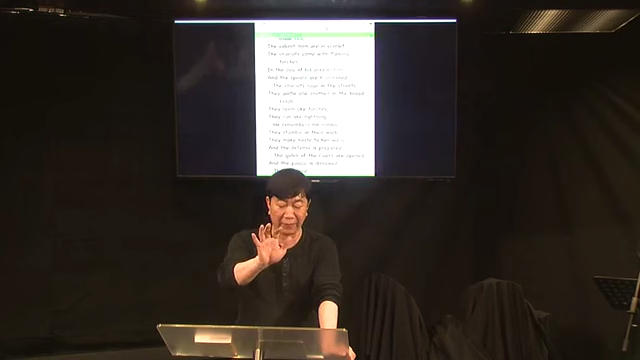 The valiant men are in scarlet.
The chariots come with flaming
torches
In the day of his preparation,
And the spears are brandished.
The chariots rage in the streets,
They jostle one another in the broad
roads;
They seem like torches,
They run like lightning.
He remembers his nobles;
They stumble in their walk;
They make haste to her walls,
And the defense is prepared.
The gates of the rivers are opened,
And the palace is dissolved.